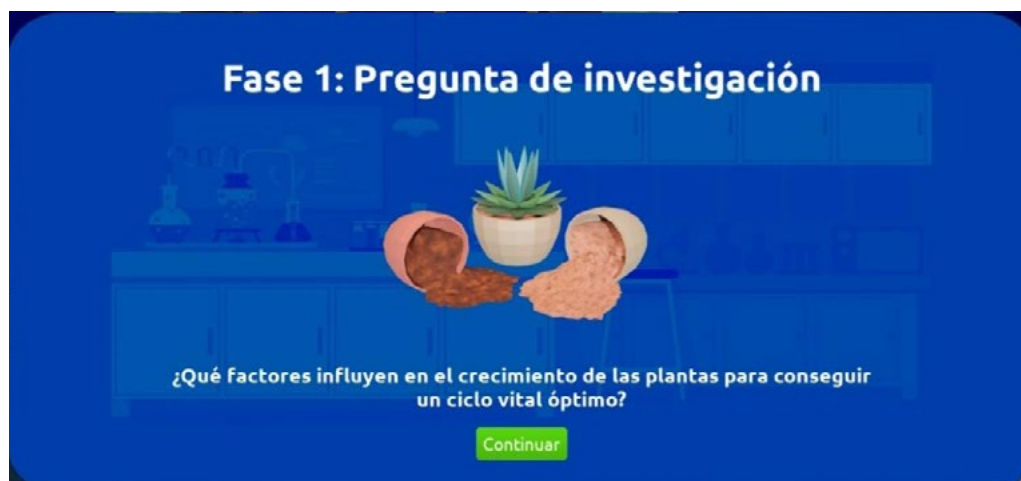 Fase 1: Pregunta de investigación
¿Qué factores influyen en el crecimiento de las plantas para conseguir
un ciclo vital óptimo?
Continuar